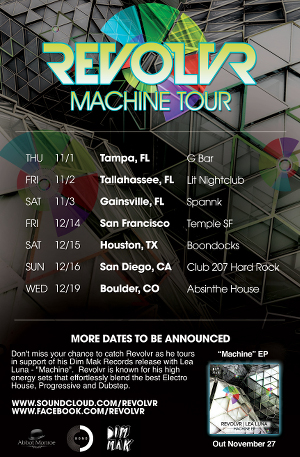 REVOLVR
MACHINE TOUR
THU 11/1 Tampa, FL G Bar
FRI 11/2 Tallahassee, FL Lit Nightclub
SAT 11/3 Gainsville, FL Spannk
FRI 12/14 San Francisco Temple SF
SAT 12/15 Houston, TX Boondocks
SUN 12/16 San Diego, CA Club 207 Hard Rock
WED 12/19 Boulder, CO Absinthe House
MORE DATES TO BE ANNOUNCED
Don't miss your chance to catch Revolvr as he tours
in support of his Dim Mak Records release with Lea
Luna - "Machine". Revolvr is known for his high
energy sets that effortlessly blend the best Electro
House, Progressive and Dubstep.
WWW.SOUNDCLOUD.COM/REVOLVR
WWW.FACEBOOK.COM/REVOLVR
DIM
MAK
"Machine" EP
REVOLVR | LEA LUNA
MACHINE EP
Out November 27